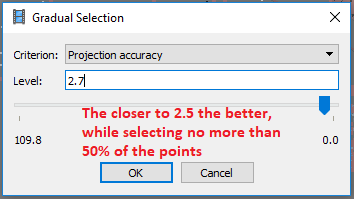 Gradual Selection
Criterion: Projection accuracy
Level: 2.7
The closer to 2.5 the better,
while selecting no more than
50% of the points
109.8 0.0
OK Cancel